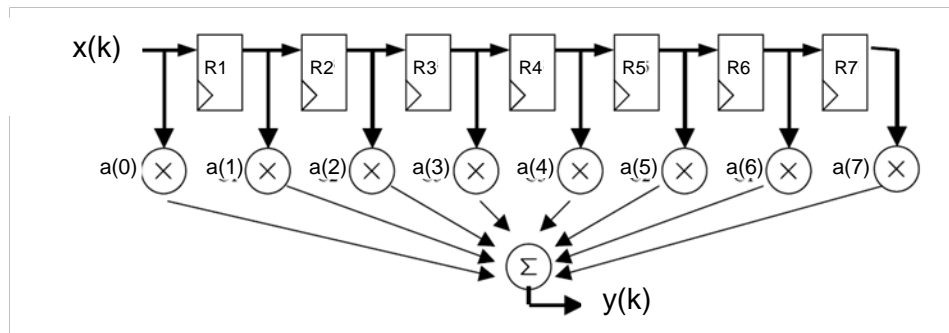 x(k) R1 R2 R3 R4 R5 R6 R7
a(0) × a(1) × a(2) × a(3) × a(4) × a(5) × a(6) × a(7) ×
Σ
y(k)